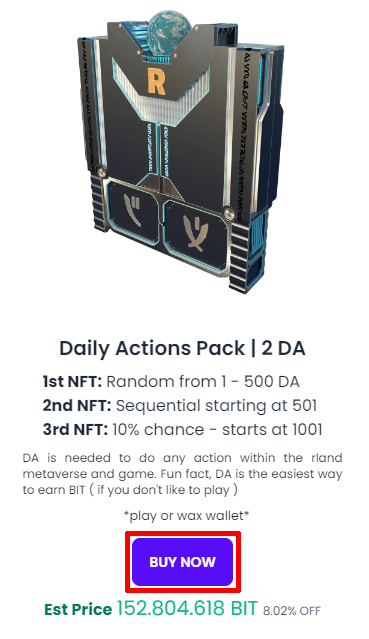 R
Daily Actions Pack | 2 DA
1st NFT: Random from 1 - 500 DA
2nd NFT: Sequential starting at 501
3rd NFT: 10% chance - starts at 1001
DA is needed to do any action within the rland
metaverse and game. Fun fact, DA is the easiest way
to earn BIT ( if you don't like to play )
*play or wax wallet*
BUY NOW
Est Price 152.804.618 BIT 8.02% OFF